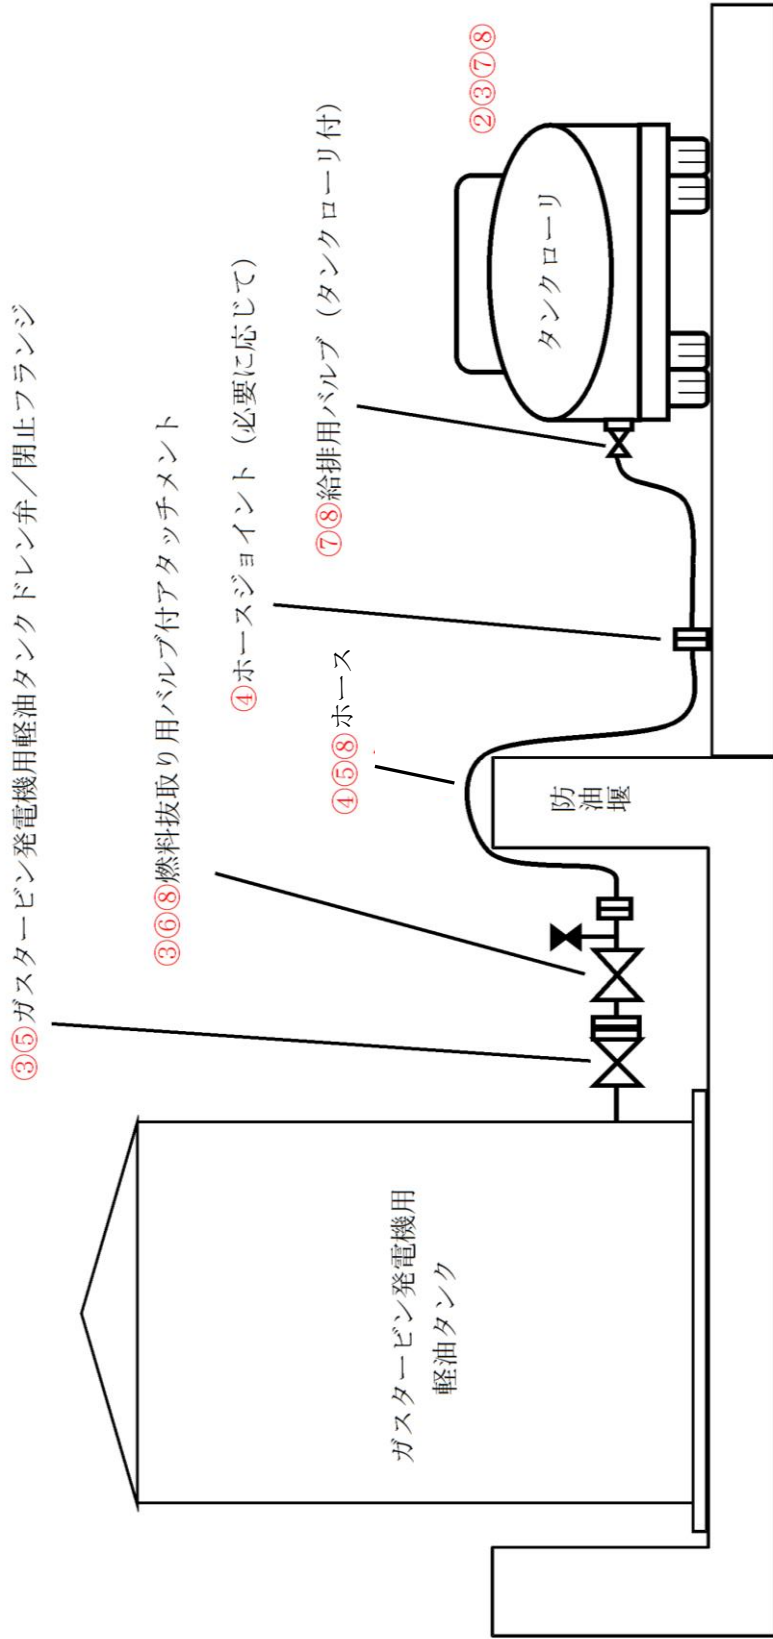 ③⑤ガスタービン発電機用軽油タンクドレン弁／閉止フランジ
③⑥⑧燃料抜取り用バルブ付アタッチメント
④ホースジョイント（必要に応じて）
⑦⑧給排用バルブ（タンクローリ付）
④⑤⑧ホース
②③⑦⑧
タンクローリ
防油堰
ガスタービン発電機用
軽油タンク